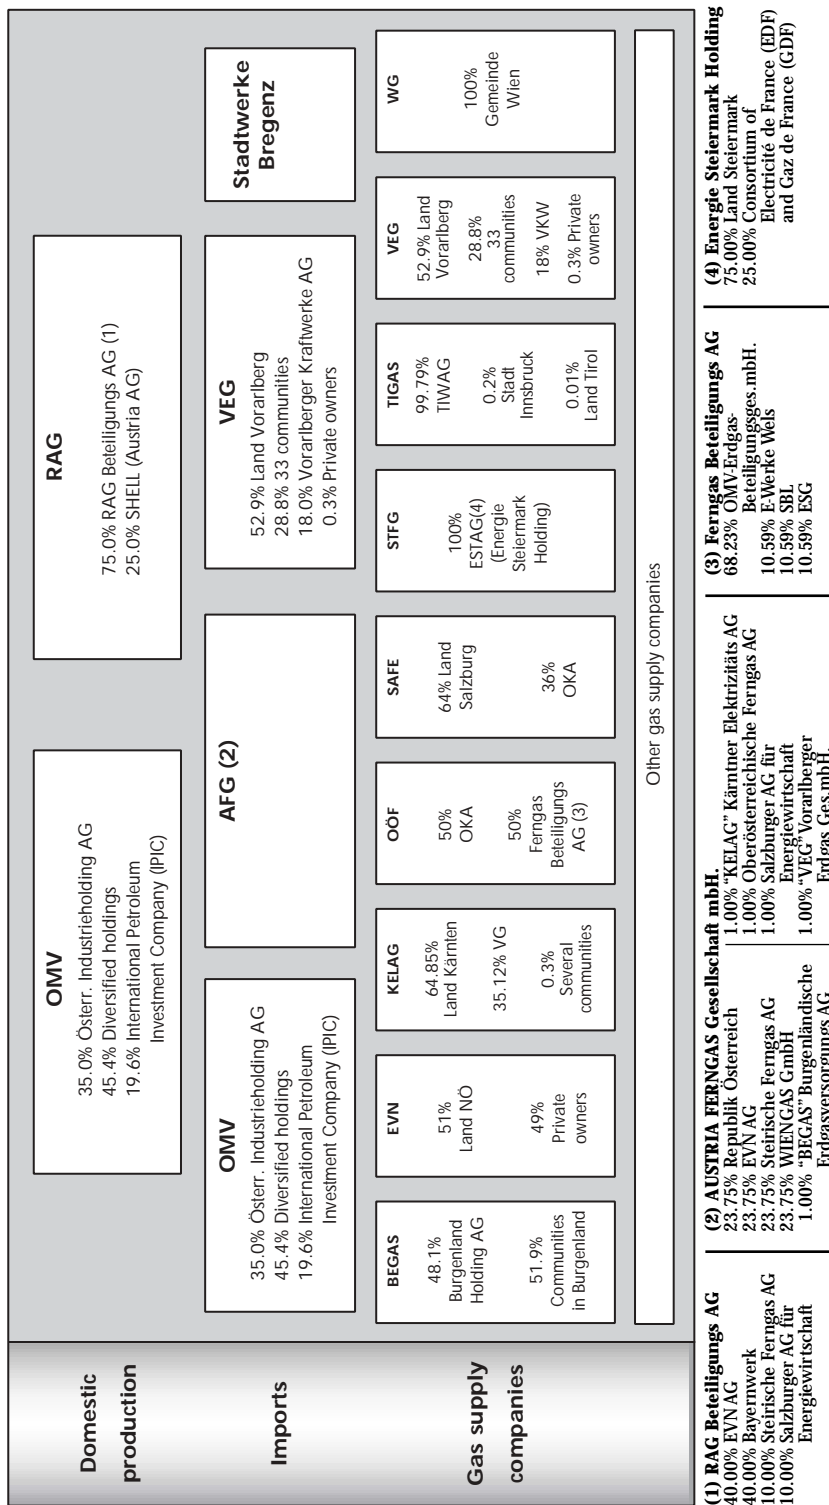 Domestic
production
OMV
35.0% Österr. Industrieholding AG
45.4% Diversified holdings
19.6% International Petroleum
Investment Company (IPIC)
RAG
75.0% RAG Beteiligungs AG (1)
25.0% SHELL (Austria AG)
Imports
OMV
35.0% Österr. Industrieholding AG
45.4% Diversified holdings
19.6% International Petroleum
Investment Company (IPIC)
AFG (2)
VEG
52.9% Land Vorarlberg
28.8% 33 communities
18.0% Vorarlberger Kraftwerke AG
0.3% Private owners
Stadtwerke
Bregenz
Gas supply
companies
BEGAS
48.1%
Burgenland
Holding AG
51.9%
Communities
in Burgenland
EVN
51%
Land NÖ
49%
Private
owners
KELAG
64.85%
Land Kärnten
35.12% VG
0.3%
Several
communities
OÖF
50%
OKA
50%
Ferngas
Beteiligungs
AG (3)
SAFE
64% Land
Salzburg
36%
OKA
STFG
100%
ESTAG(4)
(Energie
Steiermark
Holding)
TIGAS
99.79%
TIWAG
0.2%
Stadt
Innsbruck
0.01%
Land Tirol
VEG
52.9% Land
Vorarlberg
28.8%
33
communities
18% VKW
0.3% Private
owners
WG
100%
Gemeinde
Wien
Other gas supply companies
(1) RAG Beteiligungs AG
40.00% EVN AG
40.00% Bayernwerk
10.00% Steirische Ferngas AG
10.00% Salzburger AG für
Energiewirtschaft
(2) AUSTRIA FERNGAS Gesellschaft mbH.
23.75% Republik Österreich
23.75% EVN AG
23.75% Steirische Ferngas AG
23.75% WIENGAS GmbH
1.00% "BEGAS" Burgenländische
Erdgasversorgungs AG
1.00% "KELAG" Kärntner Elektrizitäts AG
1.00% Oberösterreichische Ferngas AG
1.00% Salzburger AG für
Energiewirtschaft
1.00% "VEG" Vorarlberger
Erdgas Ges.mbH.
(3) Ferngas Beteiligungs AG
68.23% OMV-Erdgas-
Beteiligungsges.mbH.
10.59% E-Werke Wels
10.59% SBL
10.59% ESG
(4) Energie Steiermark Holding
75.00% Land Steiermark
25.00% Consortium of
Electricité de France (EDF)
and Gaz de France (GDF)